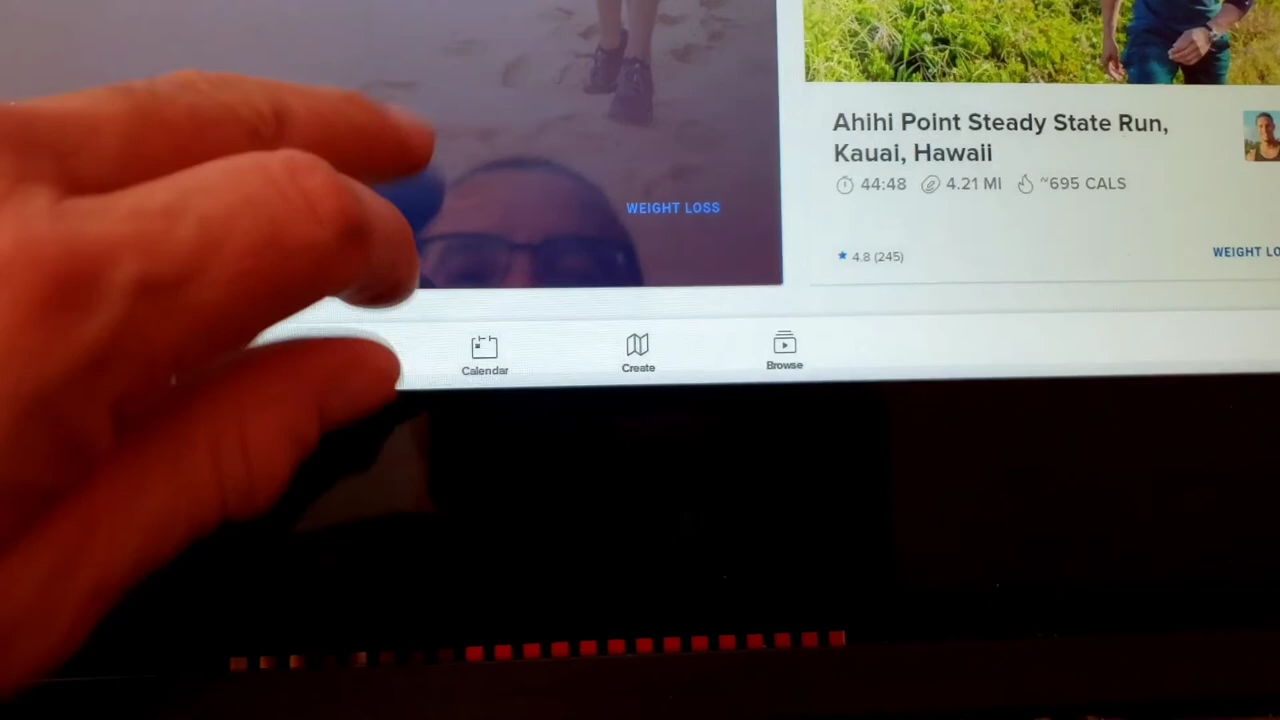 WEIGHT LOSS
Ahihi Point Steady State Run,
Kauai, Hawaii
44:48 4.21 MI ~695 CALS
4.8 (245)
WEIGHT LO
Calendar
Create
Browse